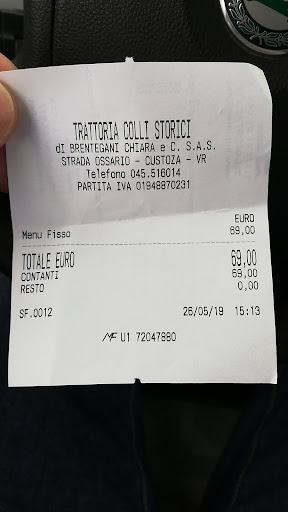 TRATTORIA COLLI STORICI
di BRENTEGANI CHIARA e C. S.A.S.
STRADA OSSARIO - CUSTOZA - VR
Telefono 045.516014
PARTITA IVA 01948870231
EURO
Menu Fisso 69,00
TOTALE EURO 69,00
CONTANTI 69,00
RESTO 0,00
SF.0012 26/05/19 15:13
MF U1 72047880